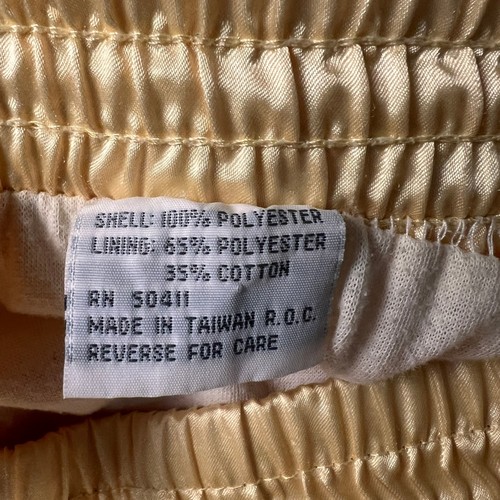 SHELL: 100% POLYESTER
LINING: 65% POLYESTER
35% COTTON
RN 50411
MADE IN TAIWAN R.O.C.
REVERSE FOR CARE